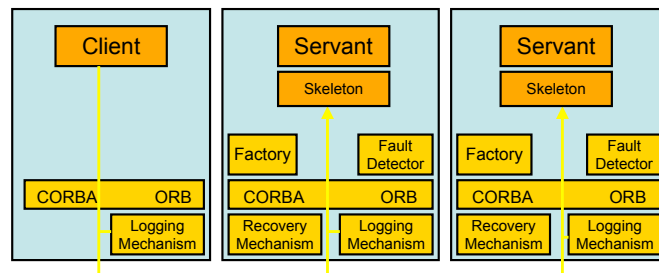 Client
CORBA ORB
Logging
Mechanism
Servant
Skeleton
Factory
Fault
Detector
CORBA ORB
Recovery
Mechanism
Logging
Mechanism
Servant
Skeleton
Factory
Fault
Detector
CORBA ORB
Recovery
Mechanism
Logging
Mechanism